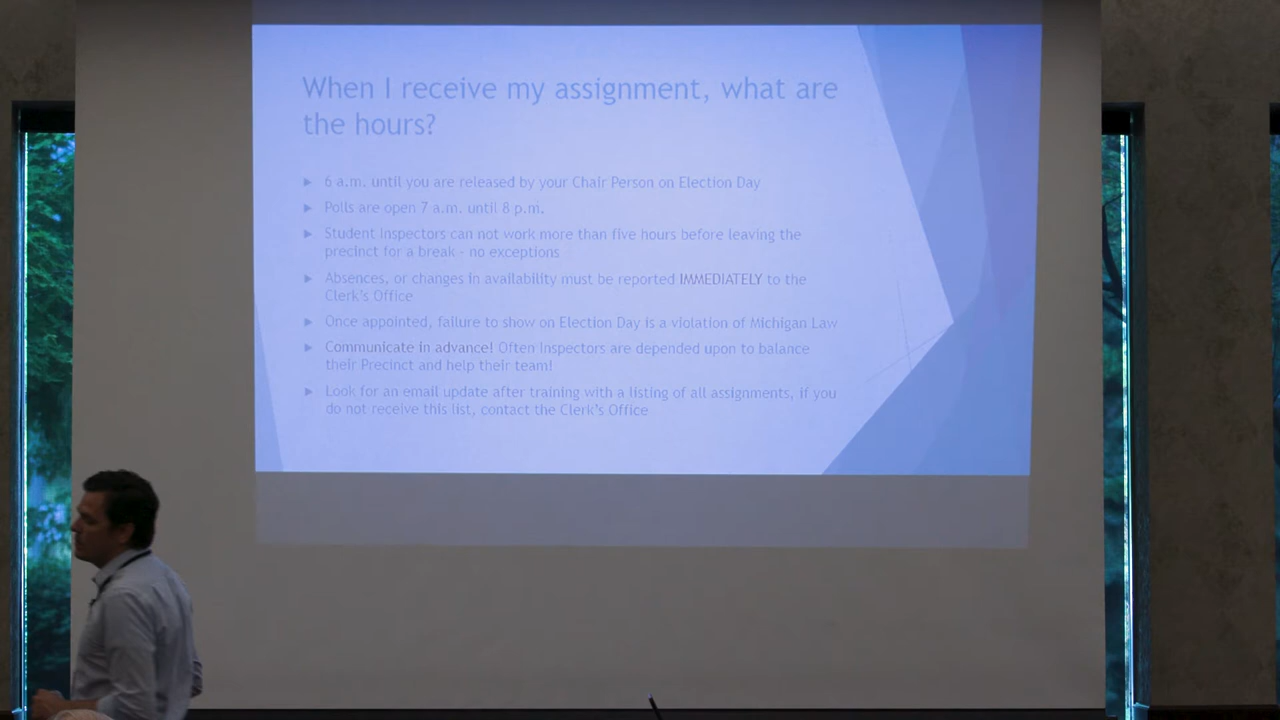 When I receive my assignment, what are
the hours?
6 a.m. until you are released by your Chair Person on Election Day
Polls are open 7 a.m. until 8 p.m.
Student Inspectors can not work more than five hours before leaving the
precinct for a break - no exceptions
Absences, or changes in availability must be reported IMMEDIATELY to the
Clerk's Office
Once appointed, failure to show on Election Day is a violation of Michigan Law
Communicate in advance! Often Inspectors are depended upon to balance
their Precinct and help their team!
Look for an email update after training with a listing of all assignments, if you
do not receive this list, contact the Clerk's Office